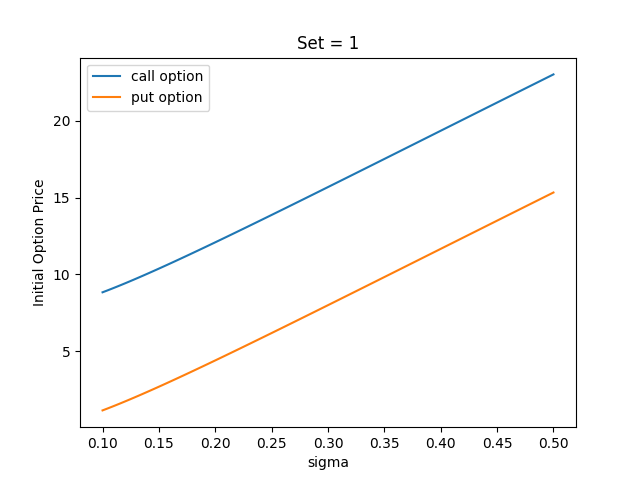 Set = 1
call option
put option
Initial Option Price
20
15
10
5
0.10 0.15 0.20 0.25 0.30 0.35 0.40 0.45 0.50
sigma